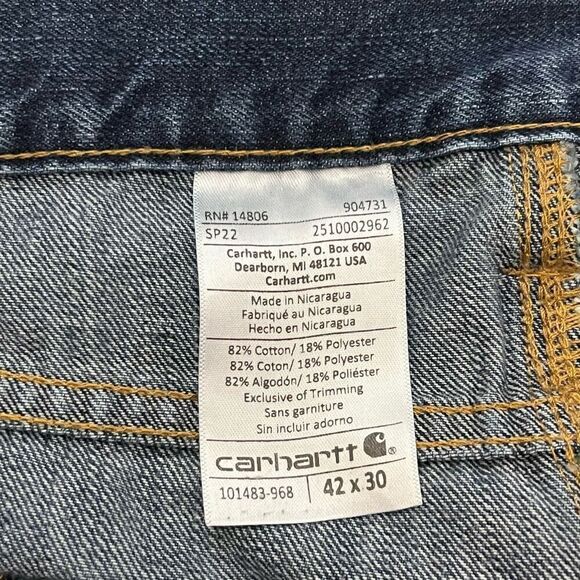 RN# 14806 904731
SP22 2510002962
Carhartt, Inc. P. O. Box 600
Dearborn, MI 48121 USA
Carhartt.com
Made in Nicaragua
Fabriqué au Nicaragua
Hecho en Nicaragua
82% Cotton/ 18% Polyester
82% Coton/ 18% Polyester
82% Algodón/ 18% Poliéster
Exclusive of Trimming
Sans garniture
Sin incluir adorno
carhartt
101483-968 42 x 30